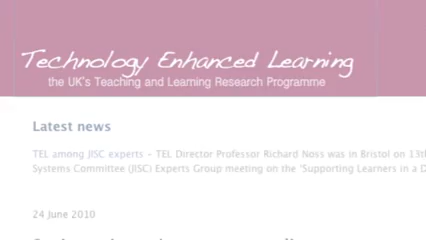 Technology Enhanced Learning
the UK's Teaching and Learning Research Programme
Latest news
TEL among JISC experts - TEL Director Professor Richard Noss was in Bristol on 13th
Systems Committee (JISC) Experts Group meeting on the 'Supporting Learners in a D
24 June 2010